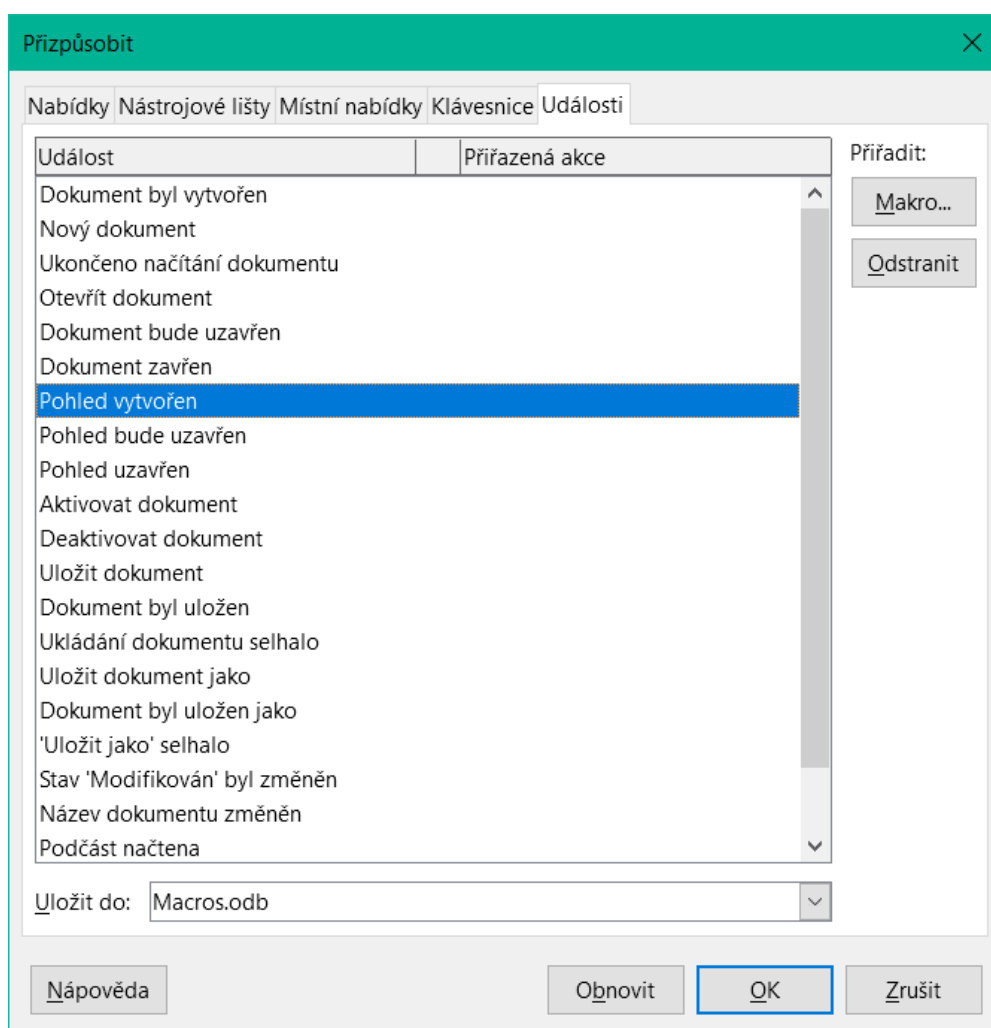 Přizpůsobit
Nabídky Nástrojové lišty Místní nabídky Klávesnice Události
Událost Přiřazená akce
Přiřadit:
Dokument byl vytvořen
Makro...
Nový dokument
Ukončeno načítání dokumentu
Odstranit
Otevřít dokument
Dokument bude uzavřen
Dokument zavřen
Pohled vytvořen
Pohled bude uzavřen
Pohled uzavřen
Aktivovat dokument
Deaktivovat dokument
Uložit dokument
Dokument byl uložen
Ukládání dokumentu selhalo
Uložit dokument jako
Dokument byl uložen jako
'Uložit jako' selhalo
Stav 'Modifikován' byl změněn
Název dokumentu změněn
Podčást načtena
Uložit do: Macros.odb
Nápověda Obnovit OK Zrušit